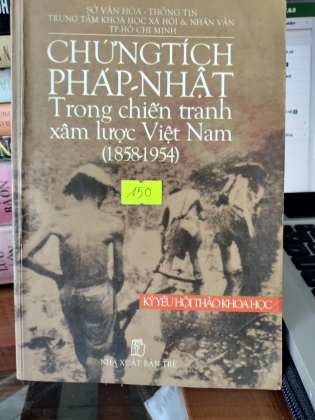 SỞ VĂN HÓA - THÔNG TIN
TRUNG TÂM KHOA HỌC XÃ HỘI & NHÂN VĂN
TP.HỒ CHÍ MINH
CHỨNG TÍCH
PHÁP-NHẬT
Trong chiến tranh
xâm lược Việt Nam
(1858-1954)
150
KỶ YẾU HỘI THẢO KHOA HỌC
NHÀ XUẤT BẢN TRẺ